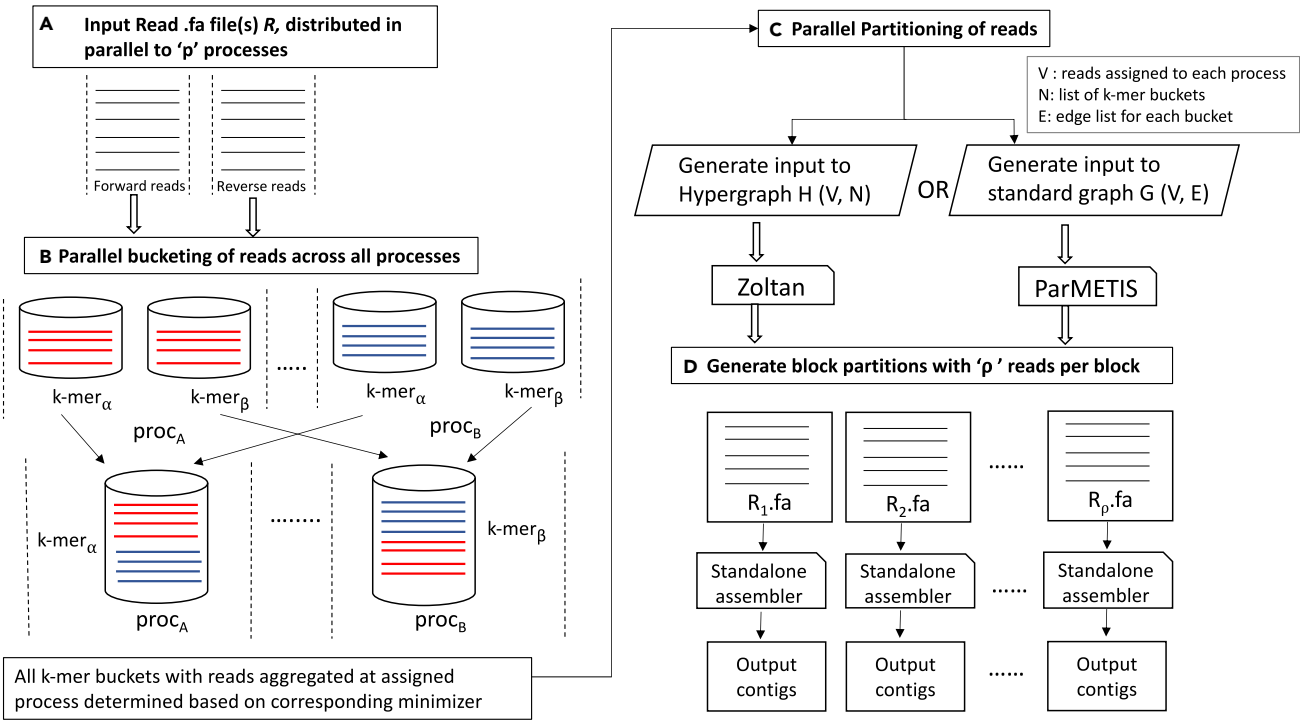 A Input Read .fa file(s) R, distributed in
parallel to ‘p’ processes
Forward reads
Reverse reads
B Parallel bucketing of reads across all processes
.....
k-merα
k-merβ
k-merα
k-merβ
procA
procB
k-merα
........
k-merβ
procA
procB
All k-mer buckets with reads aggregated at assigned
process determined based on corresponding minimizer
C Parallel Partitioning of reads
V : reads assigned to each process
N: list of k-mer buckets
E: edge list for each bucket
Generate input to
Hypergraph H (V, N)
OR
Generate input to
standard graph G (V, E)
Zoltan
ParMETIS
D Generate block partitions with ‘ρ ’ reads per block
R1.fa
R2.fa
......
Rρ.fa
Standalone
assembler
Standalone
assembler
......
Standalone
assembler
Output
contigs
Output
contigs
......
Output
contigs